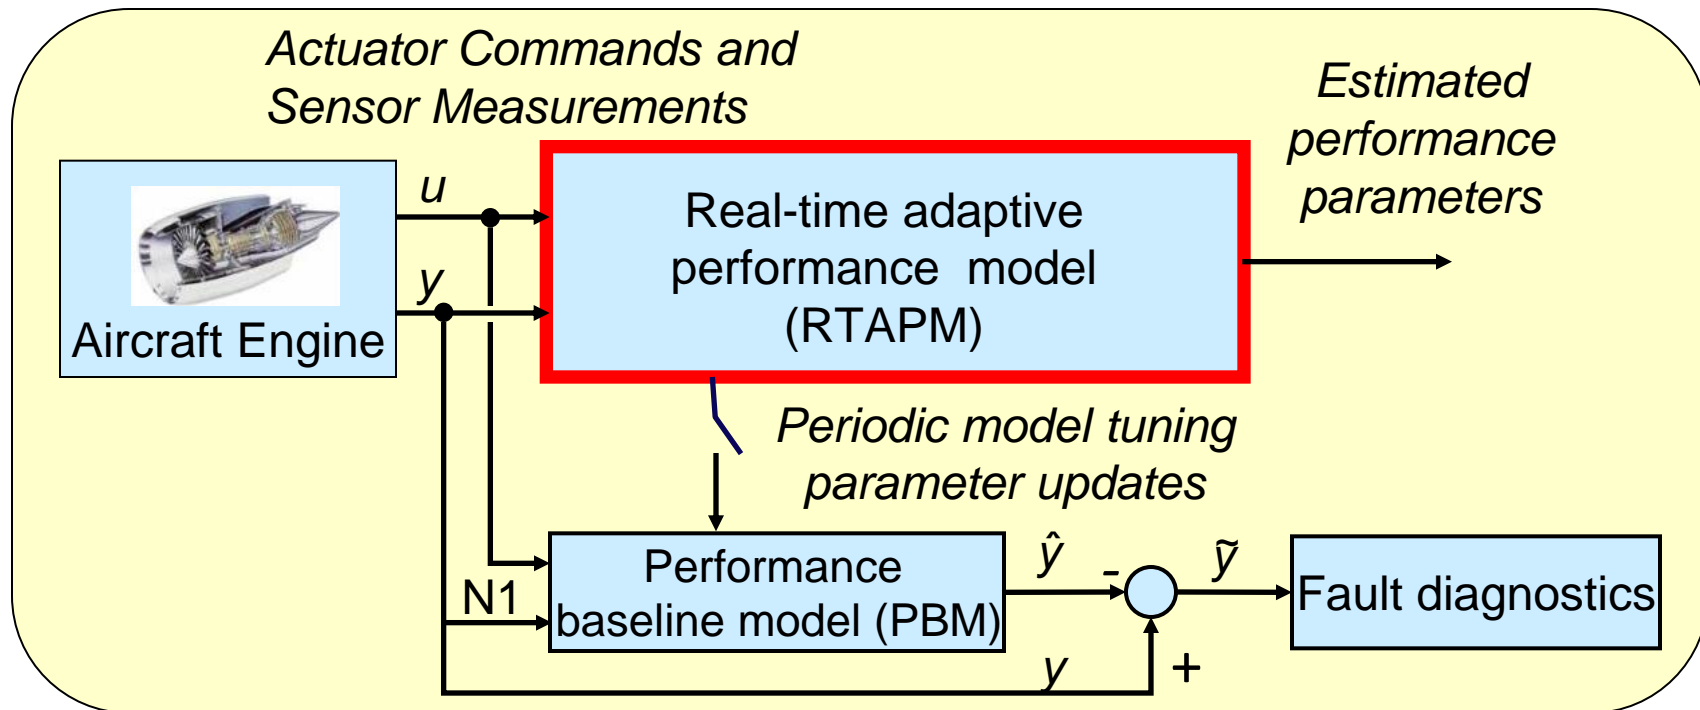 Actuator Commands and
Sensor Measurements
Estimated
performance
parameters
u
y
Aircraft Engine
Real-time adaptive
performance model
(RTAPM)
Periodic model tuning
parameter updates
N1
Performance
baseline model (PBM)
ŷ
-
ỹ
Fault diagnostics
y
+